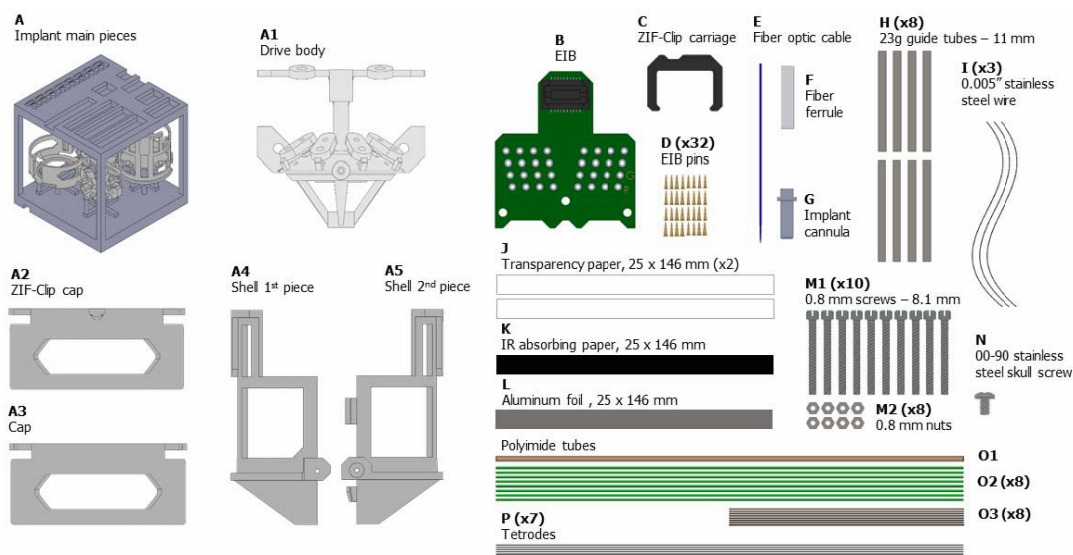 A
Implant main pieces
A1
Drive body
B
EIB
C
ZIF-Clip carriage
D (x32)
EIB pins
E
Fiber optic cable
F
Fiber
ferrule
G
Implant
cannula
H (x8)
23g guide tubes – 11 mm
I (x3)
0.005” stainless
steel wire
A2
ZIF-Clip cap
A3
Cap
A4
Shell 1st piece
A5
Shell 2nd piece
J
Transparency paper, 25 x 146 mm (x2)
K
IR absorbing paper, 25 x 146 mm
L
Aluminum foil , 25 x 146 mm
M1 (x10)
0.8 mm screws – 8.1 mm
M2 (x8)
0.8 mm nuts
N
00-90 stainless
steel skull screw
Polyimide tubes
O1
O2 (x8)
O3 (x8)
P (x7)
Tetrodes